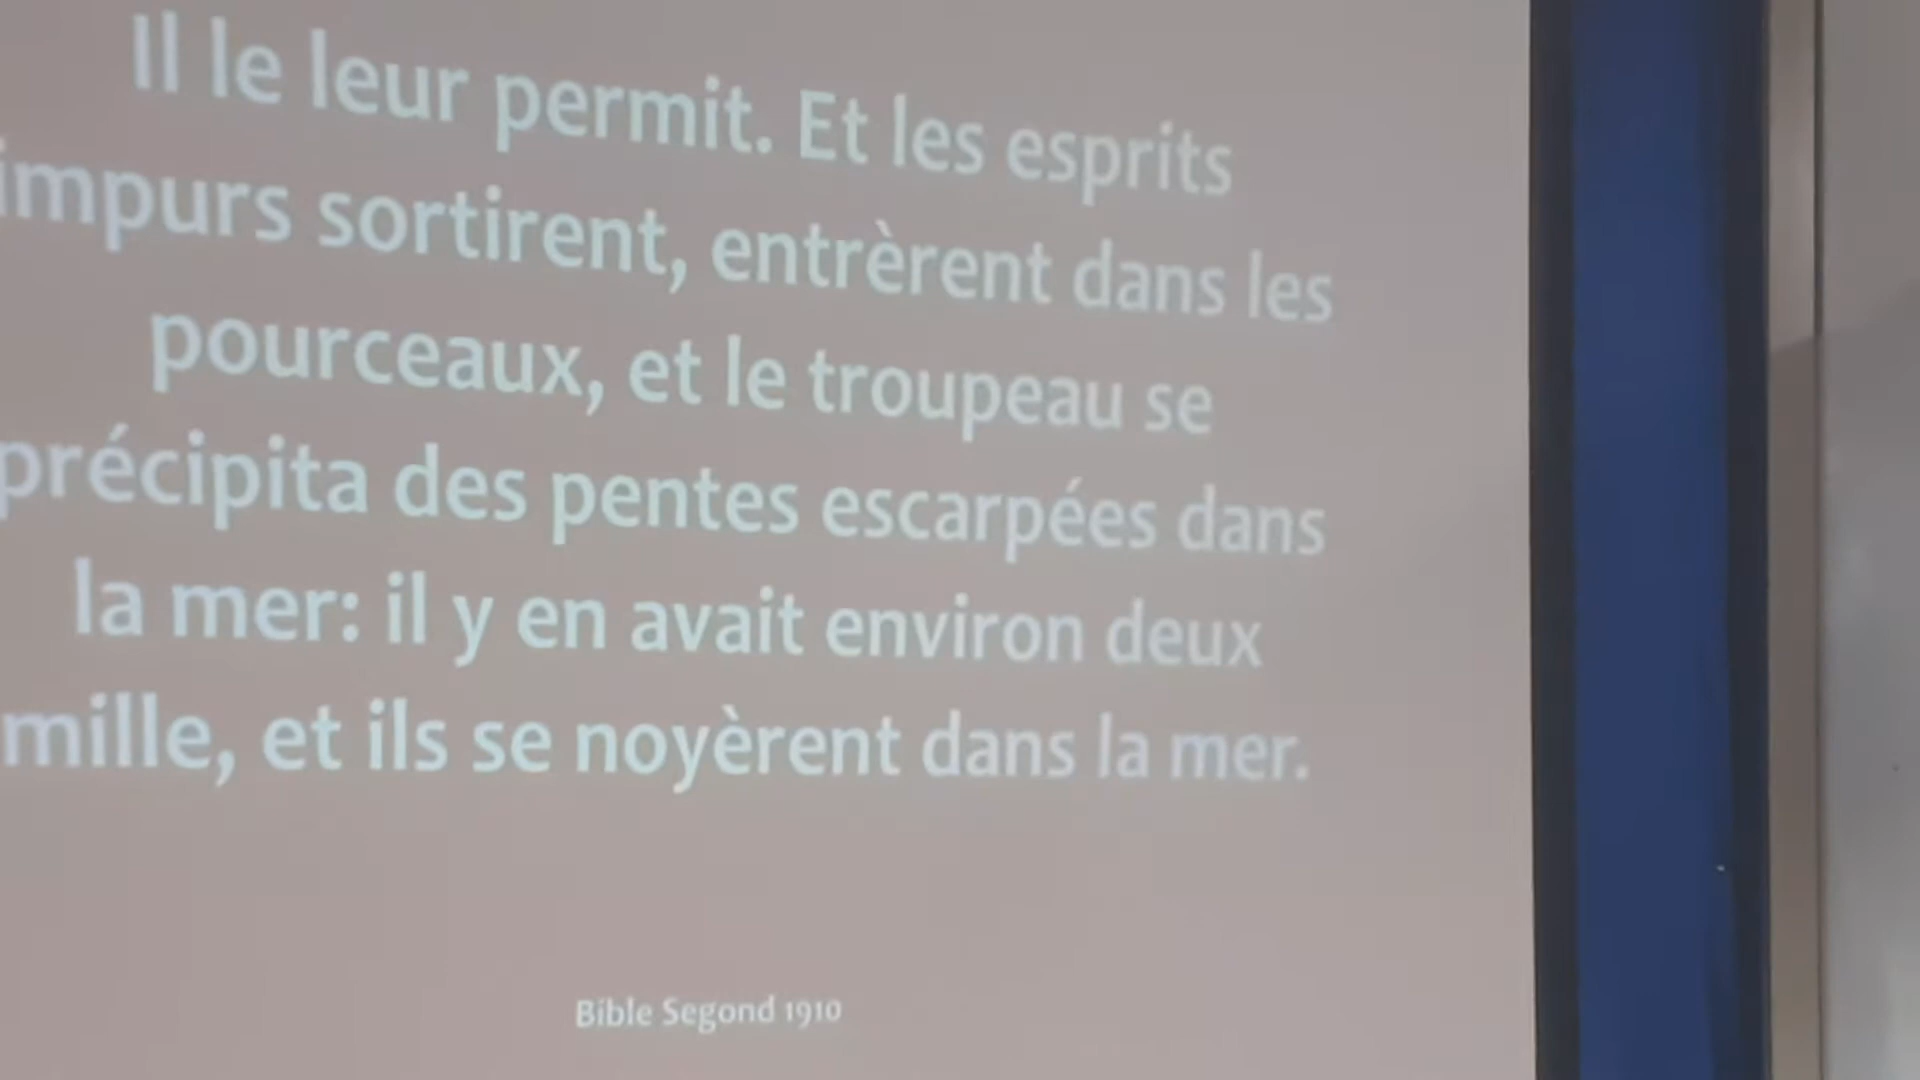 Il le leur permit. Et les esprits
impurs sortirent, entrèrent dans les
pourceaux, et le troupeau se
précipita des pentes escarpées dans
la mer: il y en avait environ deux
mille, et ils se noyèrent dans la mer.
Bible Segond 1910